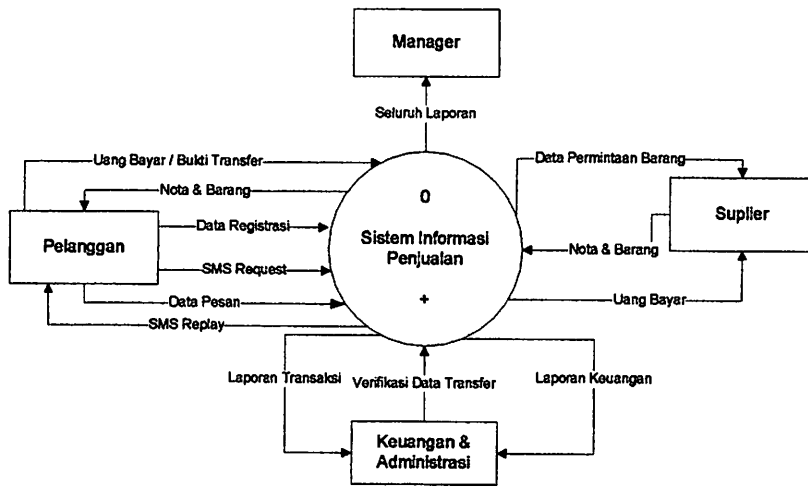 Manager
Seluruh Laporan
Uang Bayar / Bukti Transfer
Data Permintaan Barang
Nota & Barang
0
Suplier
Data Registrasi
Pelanggan
Sistem Informasi
Penjualan
Nota & Barang
SMS Request
Data Pesan
+
Uang Bayar
SMS Replay
Laporan Transaksi
Verifikasi Data Transfer
Laporan Keuangan
Keuangan &
Administrasi